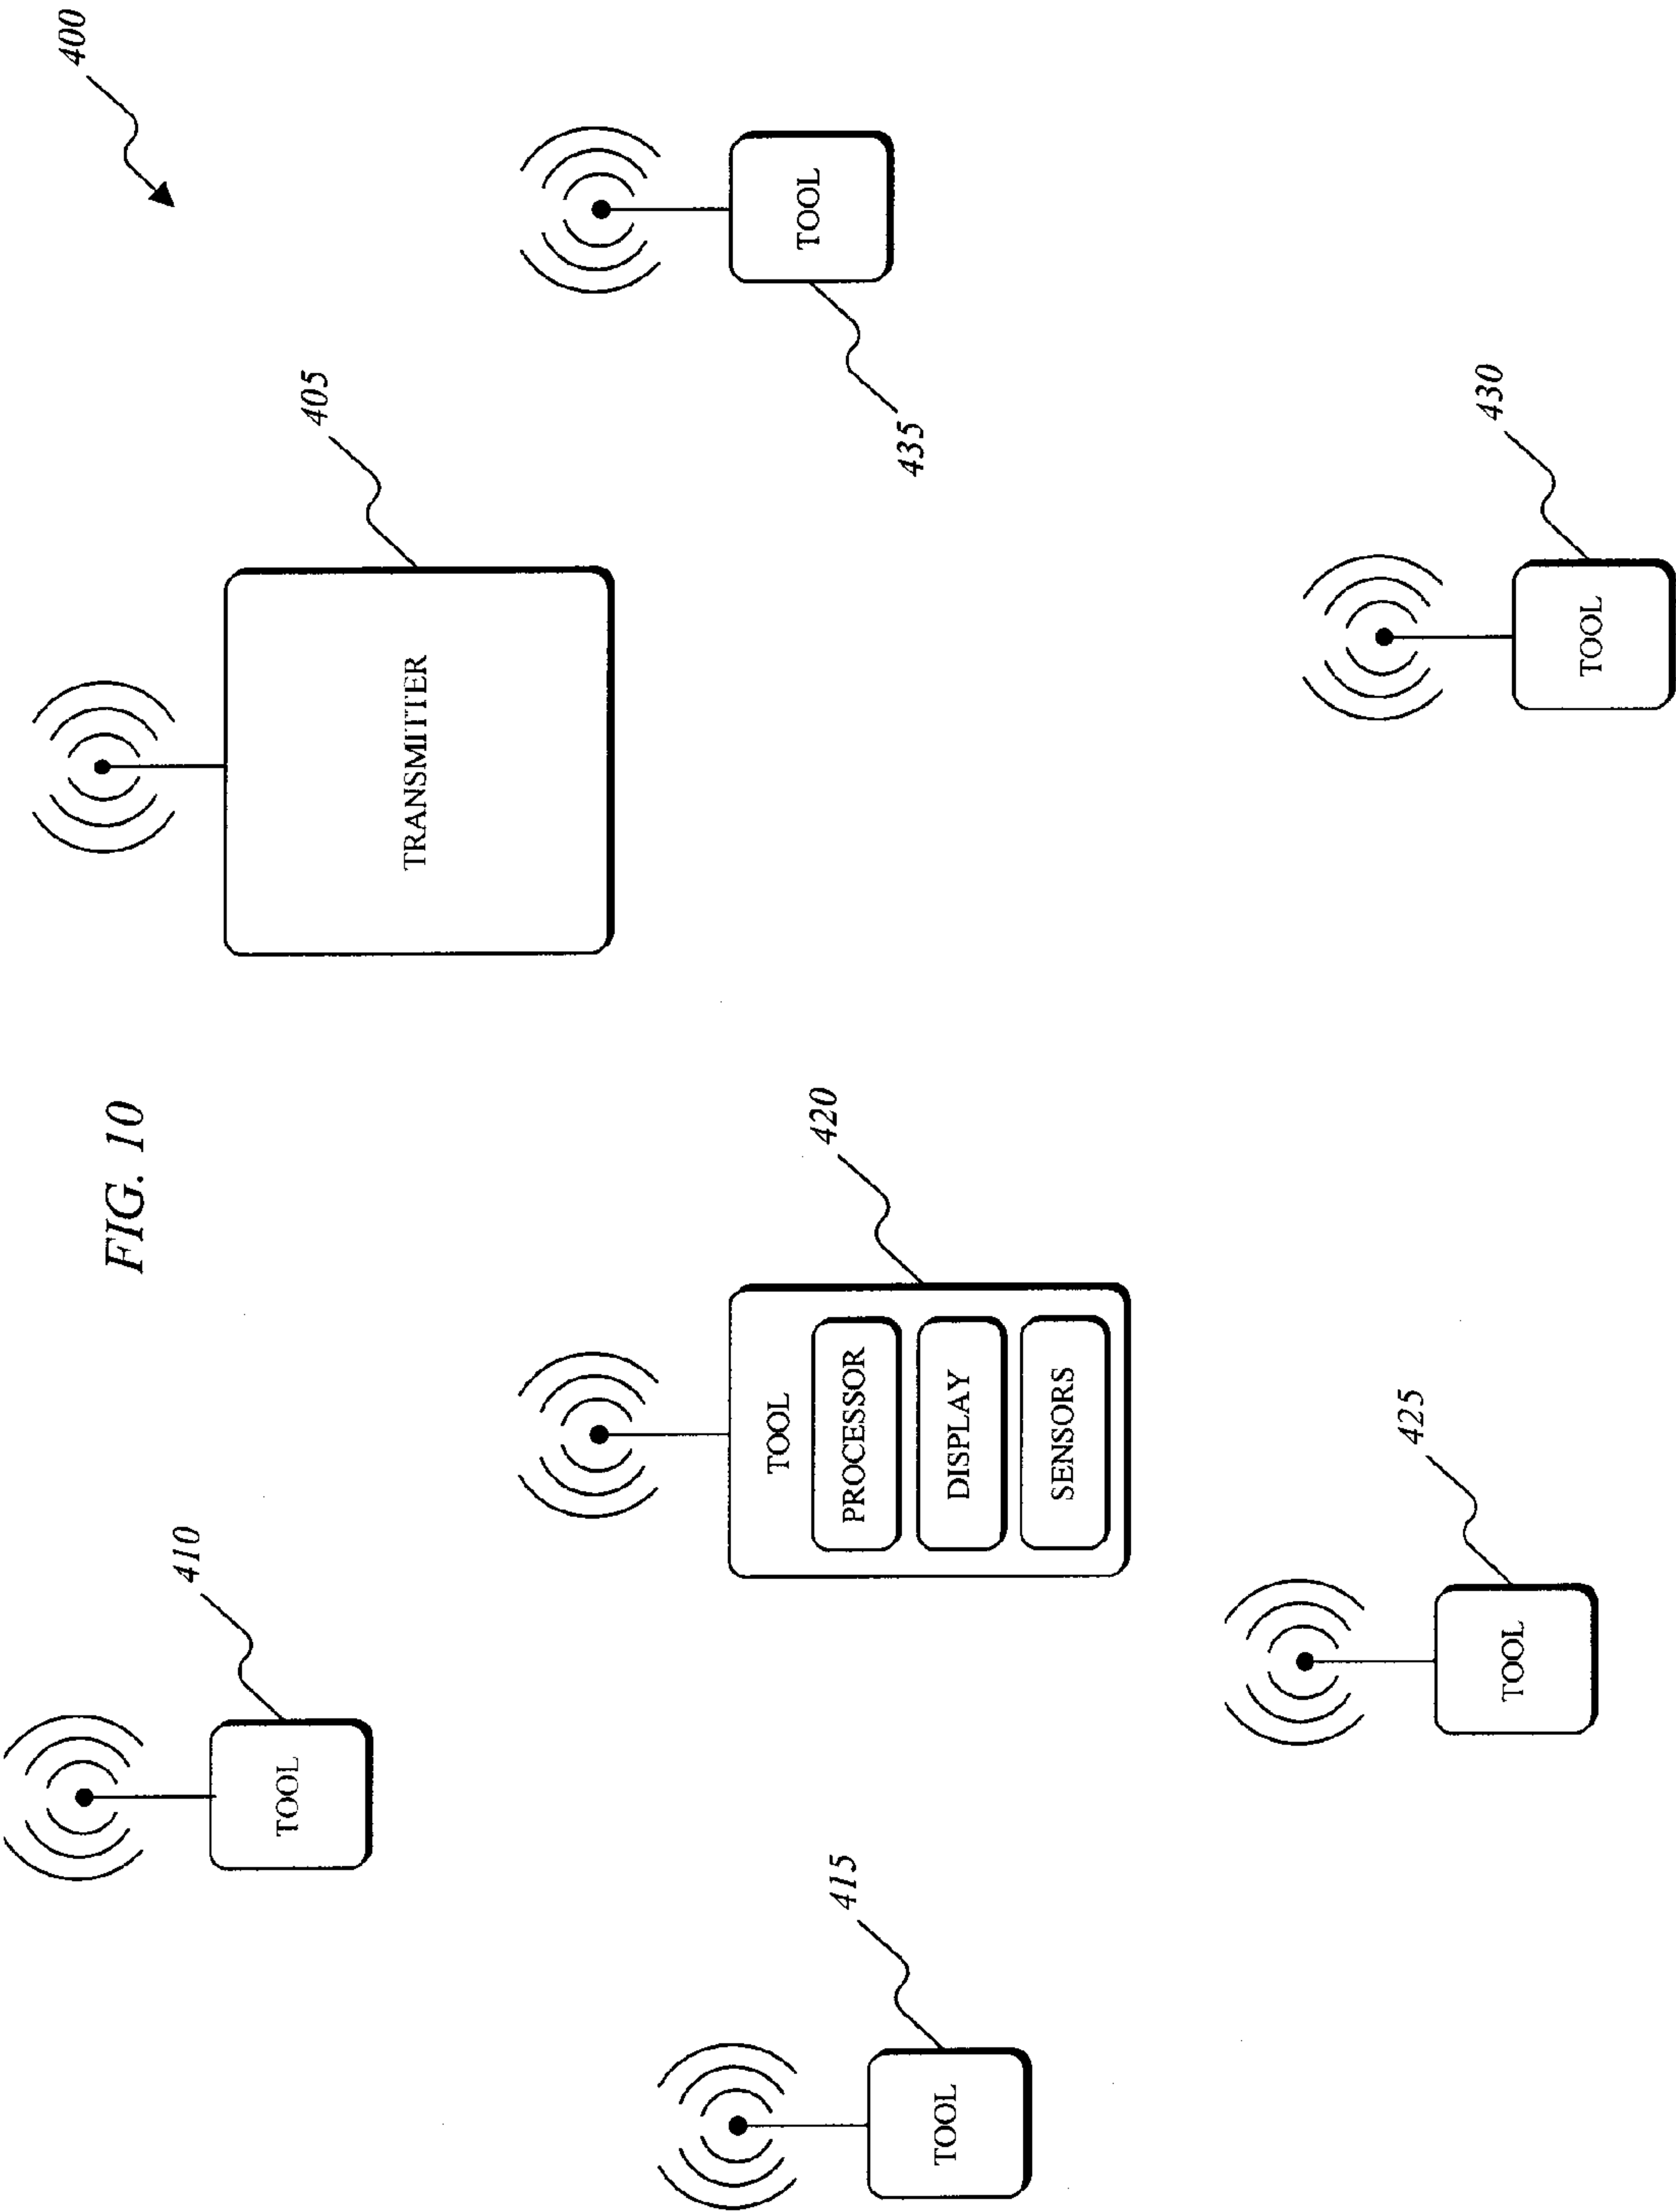 FIG. 10
400
410
TOOL
405
TRANSMITTER
415
TOOL
420
TOOL
PROCESSOR
DISPLAY
SENSORS
435
TOOL
425
TOOL
430
TOOL